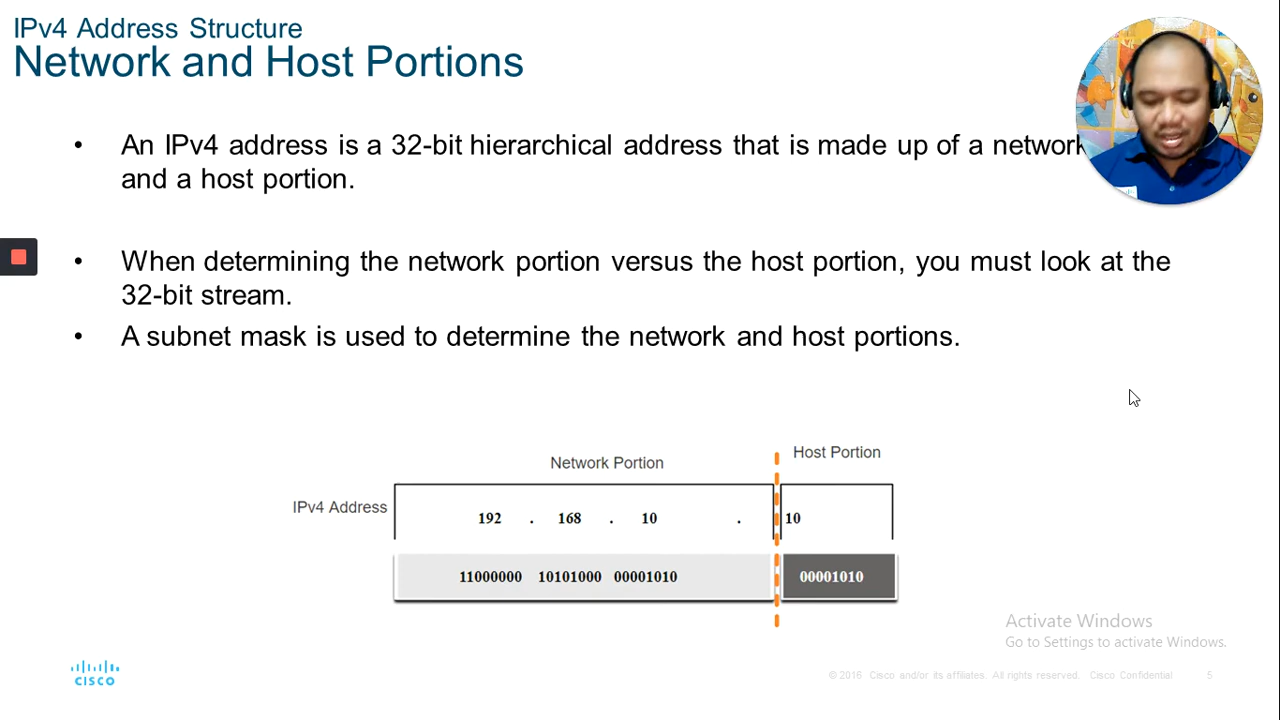 IPv4 Address Structure
Network and Host Portions
• An IPv4 address is a 32-bit hierarchical address that is made up of a network
and a host portion.
• When determining the network portion versus the host portion, you must look at the
32-bit stream.
• A subnet mask is used to determine the network and host portions.
Network Portion Host Portion
IPv4 Address
192 . 168 . 10 . 10
11000000 10101000 00001010 00001010
Activate Windows
Go to Settings to activate Windows.
CISCO
© 2016 Cisco and/or its affiliates. All rights reserved. Cisco Confidential 5